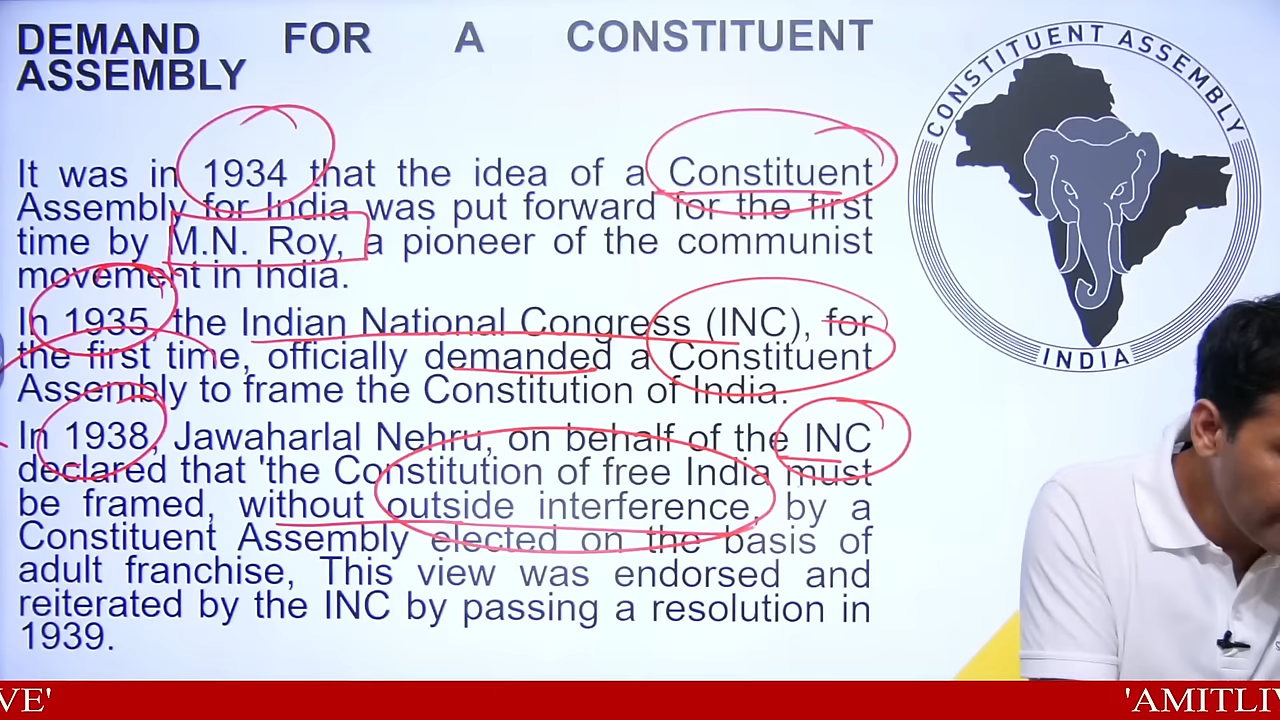 DEMAND FOR A CONSTITUENT
ASSEMBLY
It was in 1934 that the idea of a Constituent
Assembly for India was put forward for the first
time by M.N. Roy, a pioneer of the communist
movement in India.
In 1935, the Indian National Congress (INC), for
the first time, officially demanded a Constituent
Assembly to frame the Constitution of India.
In 1938, Jawaharlal Nehru, on behalf of the INC
declared that 'the Constitution of free India must
be framed, without outside interference, by a
Constituent Assembly elected on the basis of
adult franchise, This view was endorsed and
reiterated by the INC by passing a resolution in
1939.
CONSTITUENT ASSEMBLY
INDIA
VE'
'AMITLIV